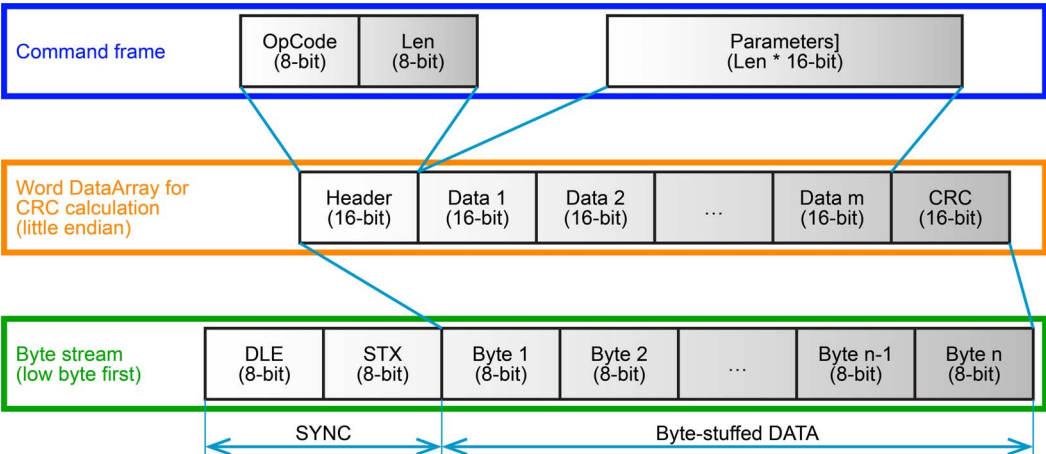 Command frame
OpCode
(8-bit)
Len
(8-bit)
Parameters]
(Len * 16-bit)
Word DataArray for
CRC calculation
(little endian)
Header
(16-bit)
Data 1
(16-bit)
Data 2
(16-bit)
...
Data m
(16-bit)
CRC
(16-bit)
Byte stream
(low byte first)
DLE
(8-bit)
STX
(8-bit)
Byte 1
(8-bit)
Byte 2
(8-bit)
...
Byte n-1
(8-bit)
Byte n
(8-bit)
SYNC
Byte-stuffed DATA